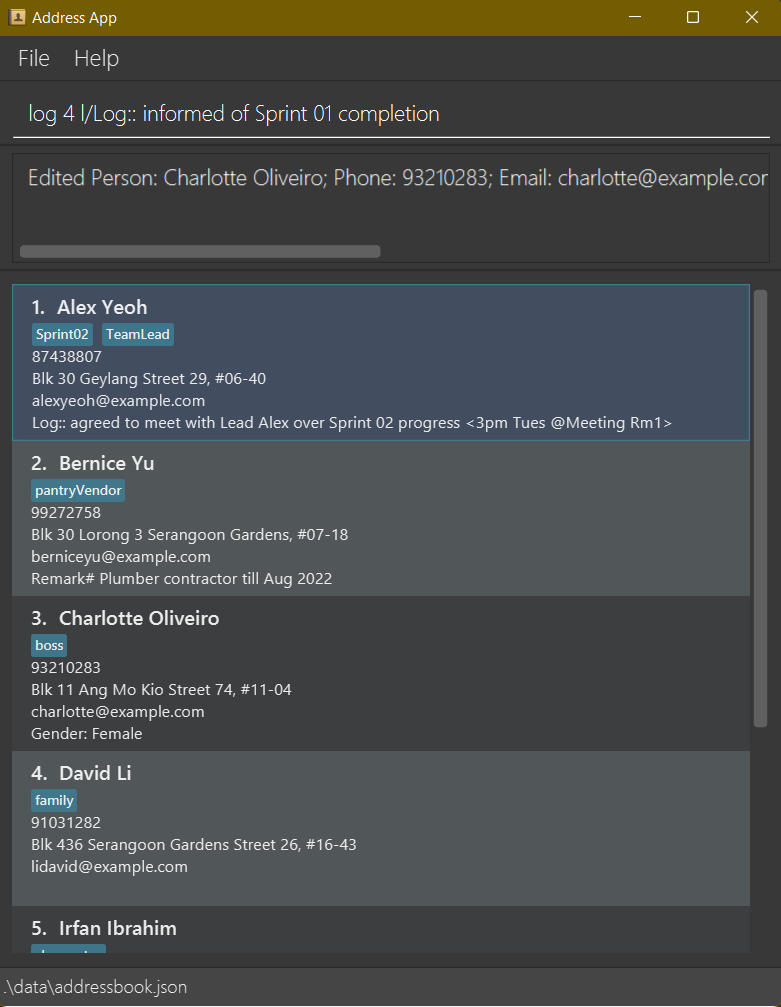 Address App
File Help
log 4 l/Log:: informed of Sprint 01 completion
Edited Person: Charlotte Oliveiro; Phone: 93210283; Email: charlotte@example.cor
1. Alex Yeoh
Sprint02 TeamLead
87438807
Blk 30 Geylang Street 29, #06-40
alexyeoh@example.com
Log:: agreed to meet with Lead Alex over Sprint 02 progress <3pm Tues @Meeting Rm1>
2. Bernice Yu
pantryVendor
99272758
Blk 30 Lorong 3 Serangoon Gardens, #07-18
berniceyu@example.com
Remark# Plumber contractor till Aug 2022
3. Charlotte Oliveiro
boss
93210283
Blk 11 Ang Mo Kio Street 74, #11-04
charlotte@example.com
Gender: Female
4. David Li
family
91031282
Blk 436 Serangoon Gardens Street 26, #16-43
lidavid@example.com
5. Irfan Ibrahim
.\data\addressbook.json